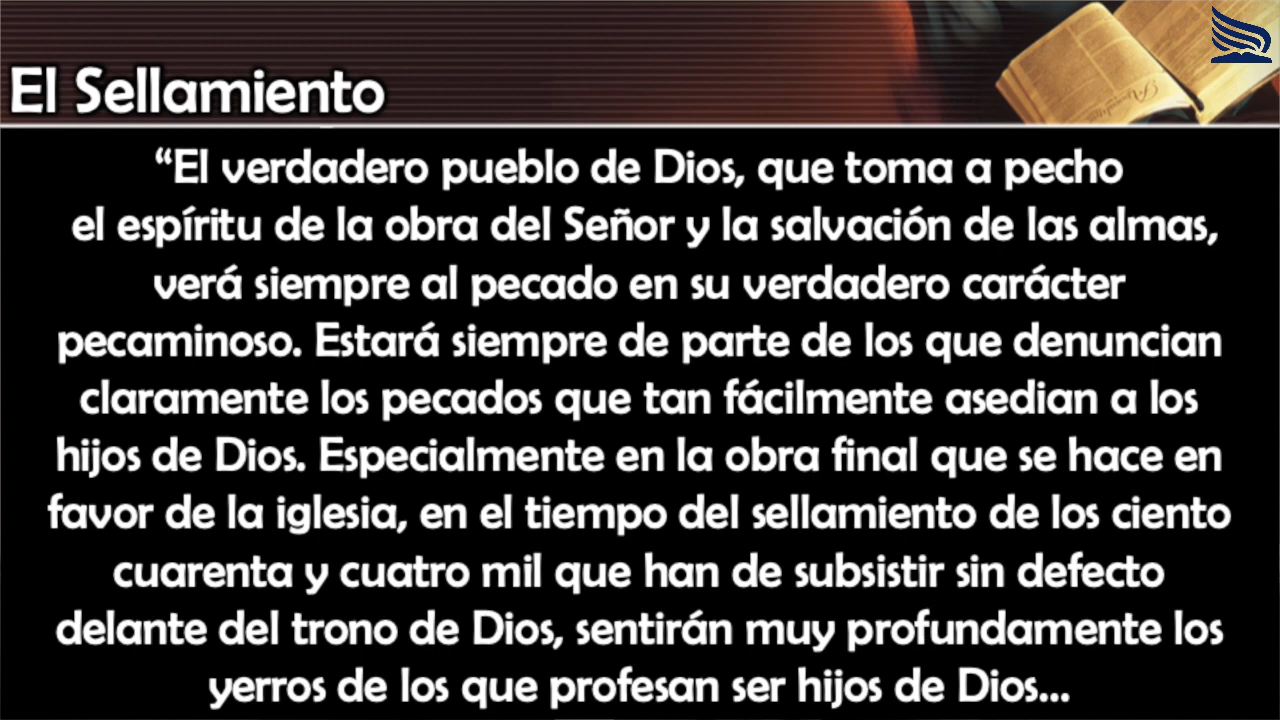 El Sellamiento
“El verdadero pueblo de Dios, que toma a pecho
el espíritu de la obra del Señor y la salvación de las almas,
verá siempre al pecado en su verdadero carácter
pecaminoso. Estará siempre de parte de los que denuncian
claramente los pecados que tan fácilmente asedian a los
hijos de Dios. Especialmente en la obra final que se hace en
favor de la iglesia, en el tiempo del sellamiento de los ciento
cuarenta y cuatro mil que han de subsistir sin defecto
delante del trono de Dios, sentirán muy profundamente los
yerros de los que profesan ser hijos de Dios...